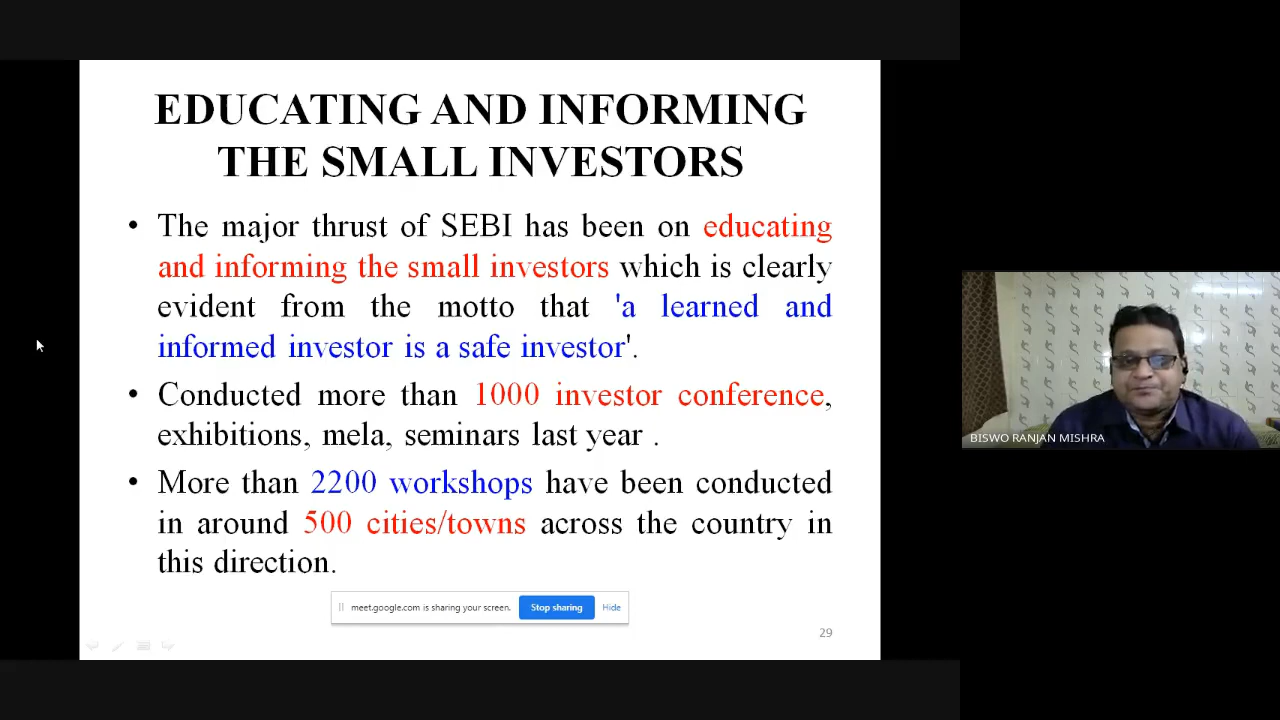 EDUCATING AND INFORMING
THE SMALL INVESTORS
• The major thrust of SEBI has been on educating
and informing the small investors which is clearly
evident from the motto that 'a learned and
informed investor is a safe investor'.
• Conducted more than 1000 investor conference,
exhibitions, mela, seminars last year .
• More than 2200 workshops have been conducted
in around 500 cities/towns across the country in
this direction.
meet.google.com is sharing your screen. Stop sharing Hide
29
BISWO RANJAN MISHRA